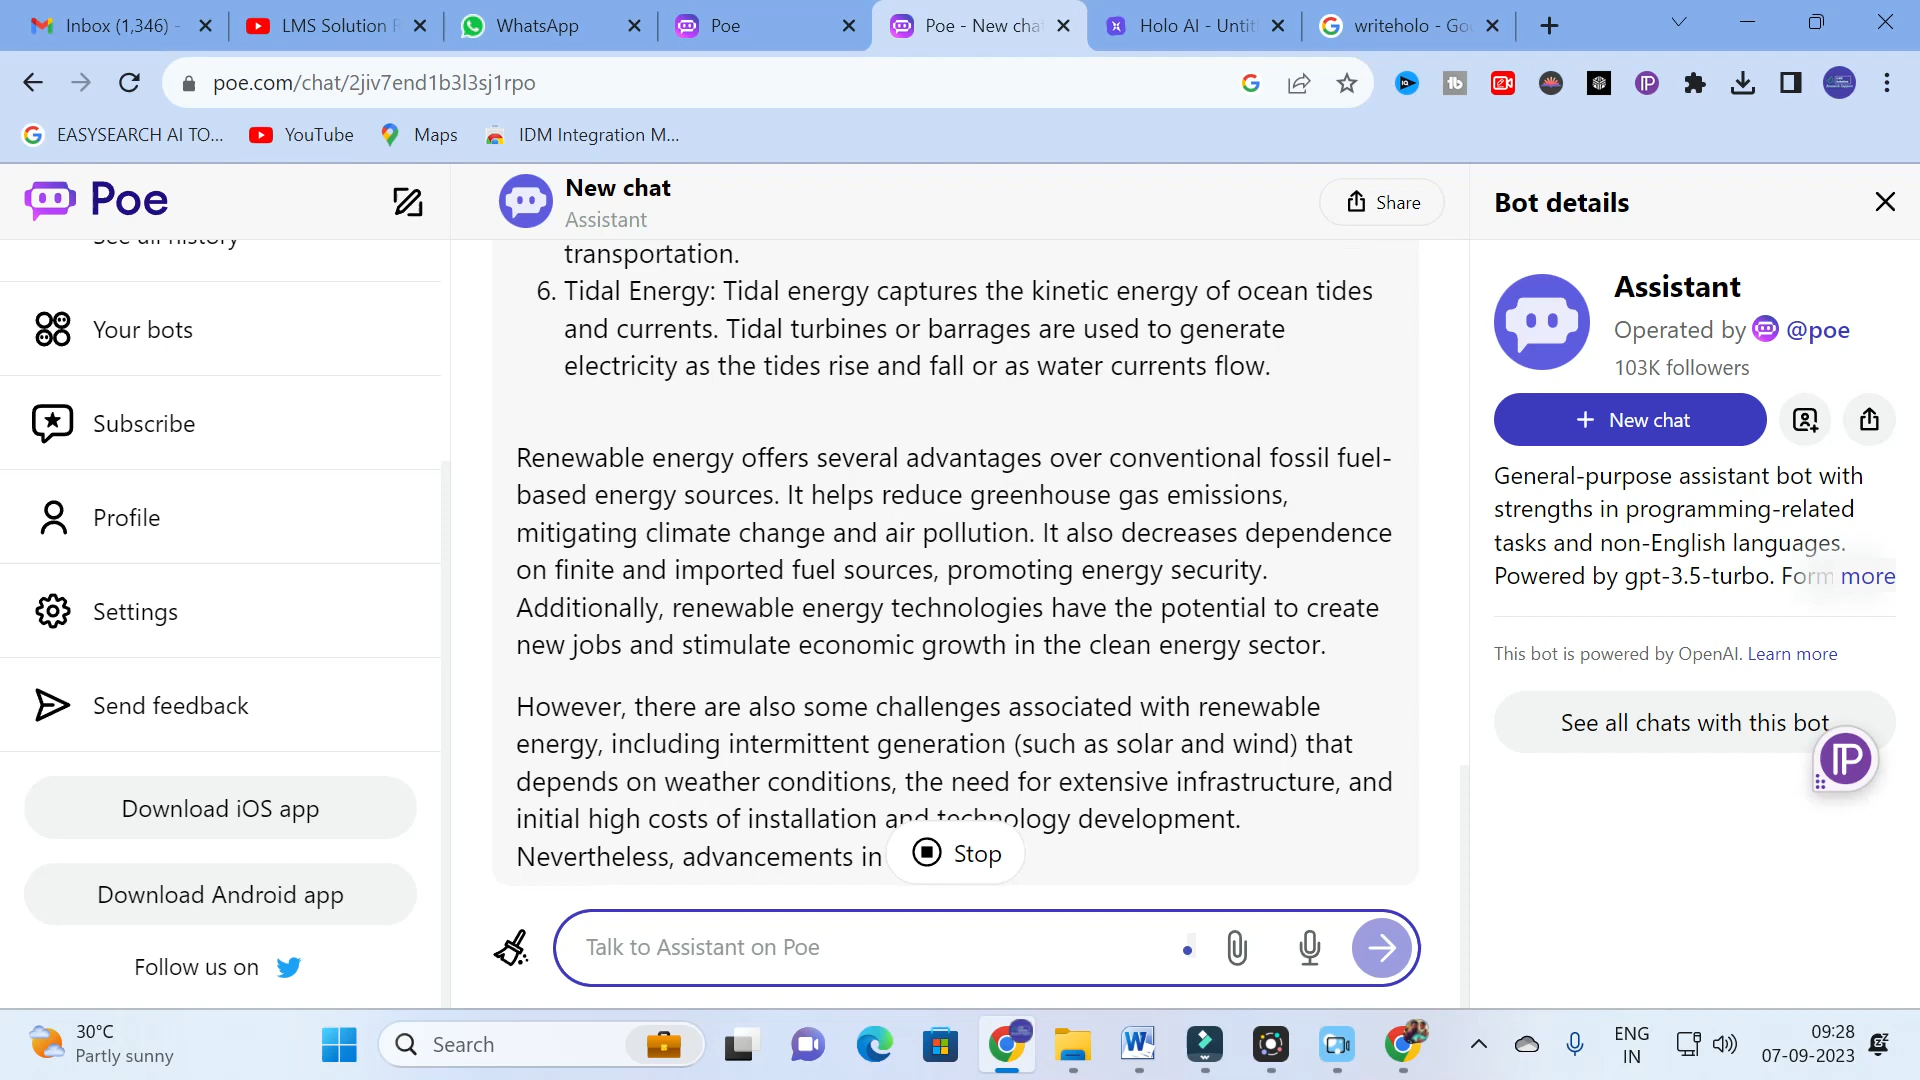 Inbox (1,346) -
LMS Solution
WhatsApp
Poe
Poe - New cha
Holo AI - Untit
writeholo - Goo
poe.com/chat/2jiv7end1b3l3sj1rpo
EASYSEARCH AI TO...
YouTube
Maps
IDM Integration M...
Poe
See all history
Your bots
Subscribe
Profile
Settings
Send feedback
Download iOS app
Download Android app
Follow us on
New chat
Assistant
Share
transportation.
6. Tidal Energy: Tidal energy captures the kinetic energy of ocean tides
and currents. Tidal turbines or barrages are used to generate
electricity as the tides rise and fall or as water currents flow.
Renewable energy offers several advantages over conventional fossil fuel-
based energy sources. It helps reduce greenhouse gas emissions,
mitigating climate change and air pollution. It also decreases dependence
on finite and imported fuel sources, promoting energy security.
Additionally, renewable energy technologies have the potential to create
new jobs and stimulate economic growth in the clean energy sector.
However, there are also some challenges associated with renewable
energy, including intermittent generation (such as solar and wind) that
depends on weather conditions, the need for extensive infrastructure, and
initial high costs of installation and technology development.
Nevertheless, advancements in
Stop
Talk to Assistant on Poe
Bot details
Assistant
Operated by @poe
103K followers
+ New chat
General-purpose assistant bot with
strengths in programming-related
tasks and non-English languages.
Powered by gpt-3.5-turbo. Form more
This bot is powered by OpenAI. Learn more
See all chats with this bot
30°C
Partly sunny
Search
ENG
IN
09:28
07-09-2023